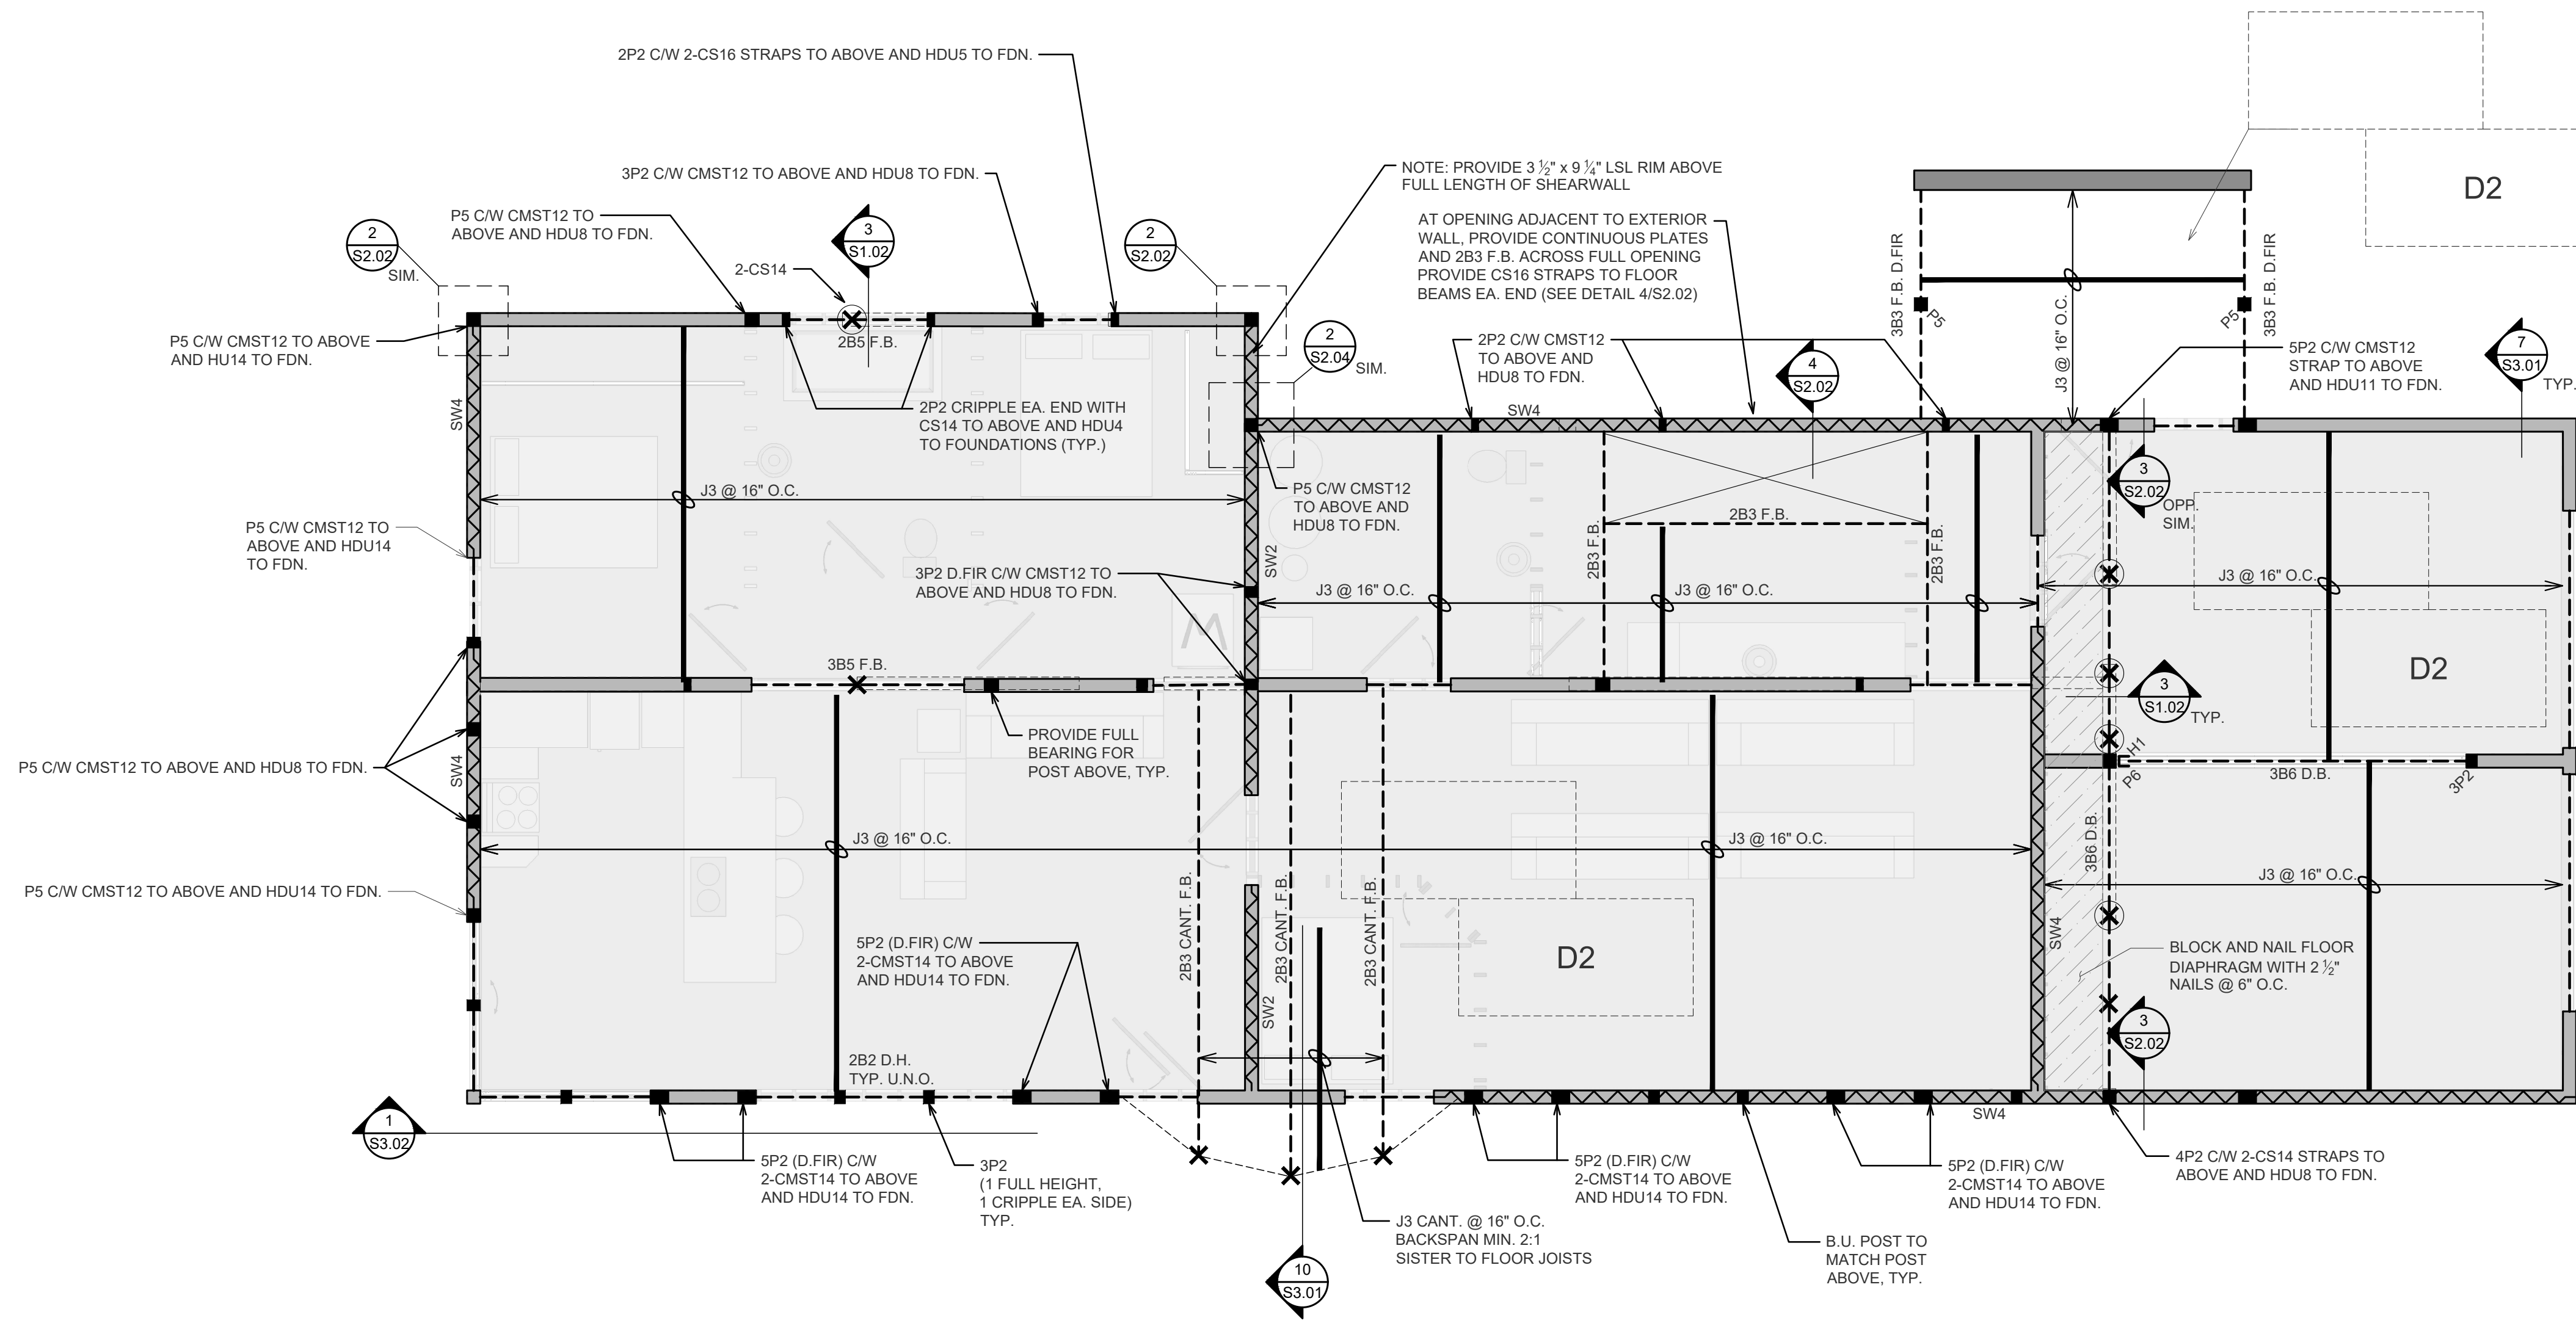 2P2 C/W 2-CS16 STRAPS TO ABOVE AND HDU5 TO FDN.
3P2 C/W CMST12 TO ABOVE AND HDU8 TO FDN.
P5 C/W CMST12 TO
ABOVE AND HDU8 TO FDN.
2
S2.02
SIM.
3
S1.02
2-CS14
2
S2.02
NOTE: PROVIDE 3 ½" x 9 ¼" LSL RIM ABOVE
FULL LENGTH OF SHEARWALL
AT OPENING ADJACENT TO EXTERIOR
WALL, PROVIDE CONTINUOUS PLATES
AND 2B3 F.B. ACROSS FULL OPENING
PROVIDE CS16 STRAPS TO FLOOR
BEAMS EA. END (SEE DETAIL 4/S2.02)
D2
3B3 F.B. D.FIR
P5
J3 @ 16" O.C.
P5
3B3 F.B. D.FIR
P5 C/W CMST12 TO ABOVE
AND HU14 TO FDN.
2B5 F.B.
2
S2.04
SIM.
2P2 C/W CMST12
TO ABOVE AND
HDU8 TO FDN.
4
S2.02
5P2 C/W CMST12
STRAP TO ABOVE
AND HDU11 TO FDN.
7
S3.01
TYP.
SW4
2P2 CRIPPLE EA. END WITH
CS14 TO ABOVE AND HDU4
TO FOUNDATIONS (TYP.)
SW4
J3 @ 16" O.C.
P5 C/W CMST12
TO ABOVE AND
HDU8 TO FDN.
3
S2.02
OPP.
SIM.
2B3 F.B.
2B3 F.B.
2B3 F.B.
P5 C/W CMST12 TO
ABOVE AND HDU14
TO FDN.
3P2 D.FIR C/W CMST12 TO
ABOVE AND HDU8 TO FDN.
SW2
J3 @ 16" O.C.
J3 @ 16" O.C.
J3 @ 16" O.C.
M
3B5 F.B.
D2
3
S1.02
TYP.
PROVIDE FULL
BEARING FOR
POST ABOVE, TYP.
P5 C/W CMST12 TO ABOVE AND HDU8 TO FDN.
SW4
H1
P6
3B6 D.B.
3P2
J3 @ 16" O.C.
J3 @ 16" O.C.
3B6 D.B.
J3 @ 16" O.C.
P5 C/W CMST12 TO ABOVE AND HDU14 TO FDN.
2B3 CANT. F.B.
2B3 CANT. F.B.
2B3 CANT. F.B.
5P2 (D.FIR) C/W
2-CMST14 TO ABOVE
AND HDU14 TO FDN.
D2
SW4
BLOCK AND NAIL FLOOR
DIAPHRAGM WITH 2 ½"
NAILS @ 6" O.C.
SW2
3
S2.02
2B2 D.H.
TYP. U.N.O.
SW4
1
S3.02
5P2 (D.FIR) C/W
2-CMST14 TO ABOVE
AND HDU14 TO FDN.
3P2
(1 FULL HEIGHT,
1 CRIPPLE EA. SIDE)
TYP.
5P2 (D.FIR) C/W
2-CMST14 TO ABOVE
AND HDU14 TO FDN.
5P2 (D.FIR) C/W
2-CMST14 TO ABOVE
AND HDU14 TO FDN.
4P2 C/W 2-CS14 STRAPS TO
ABOVE AND HDU8 TO FDN.
J3 CANT. @ 16" O.C.
BACKSPAN MIN. 2:1
SISTER TO FLOOR JOISTS
B.U. POST TO
MATCH POST
ABOVE, TYP.
10
S3.01